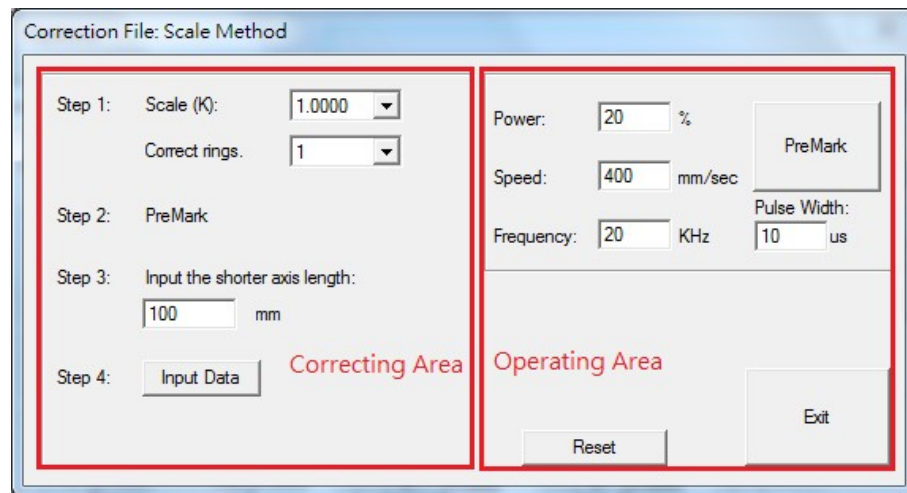 Correction File: Scale Method
Step 1: Scale (K): 1.0000
Correct rings. 1
Step 2: PreMark
Step 3: Input the shorter axis length:
100 mm
Step 4: Input Data
Correcting Area
Power: 20 %
PreMark
Speed: 400 mm/sec
Pulse Width:
Frequency: 20 KHz
10 us
Operating Area
Exit
Reset